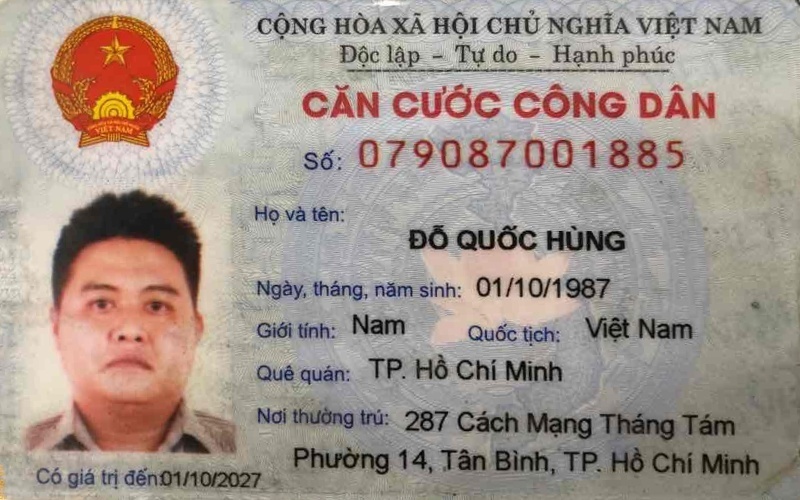 CỘNG HÒA XÃ HỘI CHỦ NGHĨA VIỆT NAM
Độc lập - Tự do - Hạnh phúc
CĂN CƯỚC CÔNG DÂN
Số: 079087001885
Họ và tên:
ĐỖ QUỐC HÙNG
Ngày, tháng, năm sinh: 01/10/1987
Giới tính: Nam Quốc tịch: Việt Nam
Quê quán: TP. Hồ Chí Minh
Nơi thường trú: 287 Cách Mạng Tháng Tám
Phường 14, Tân Bình, TP. Hồ Chí Minh
Có giá trị đến: 01/10/2027
VIỆT NAM